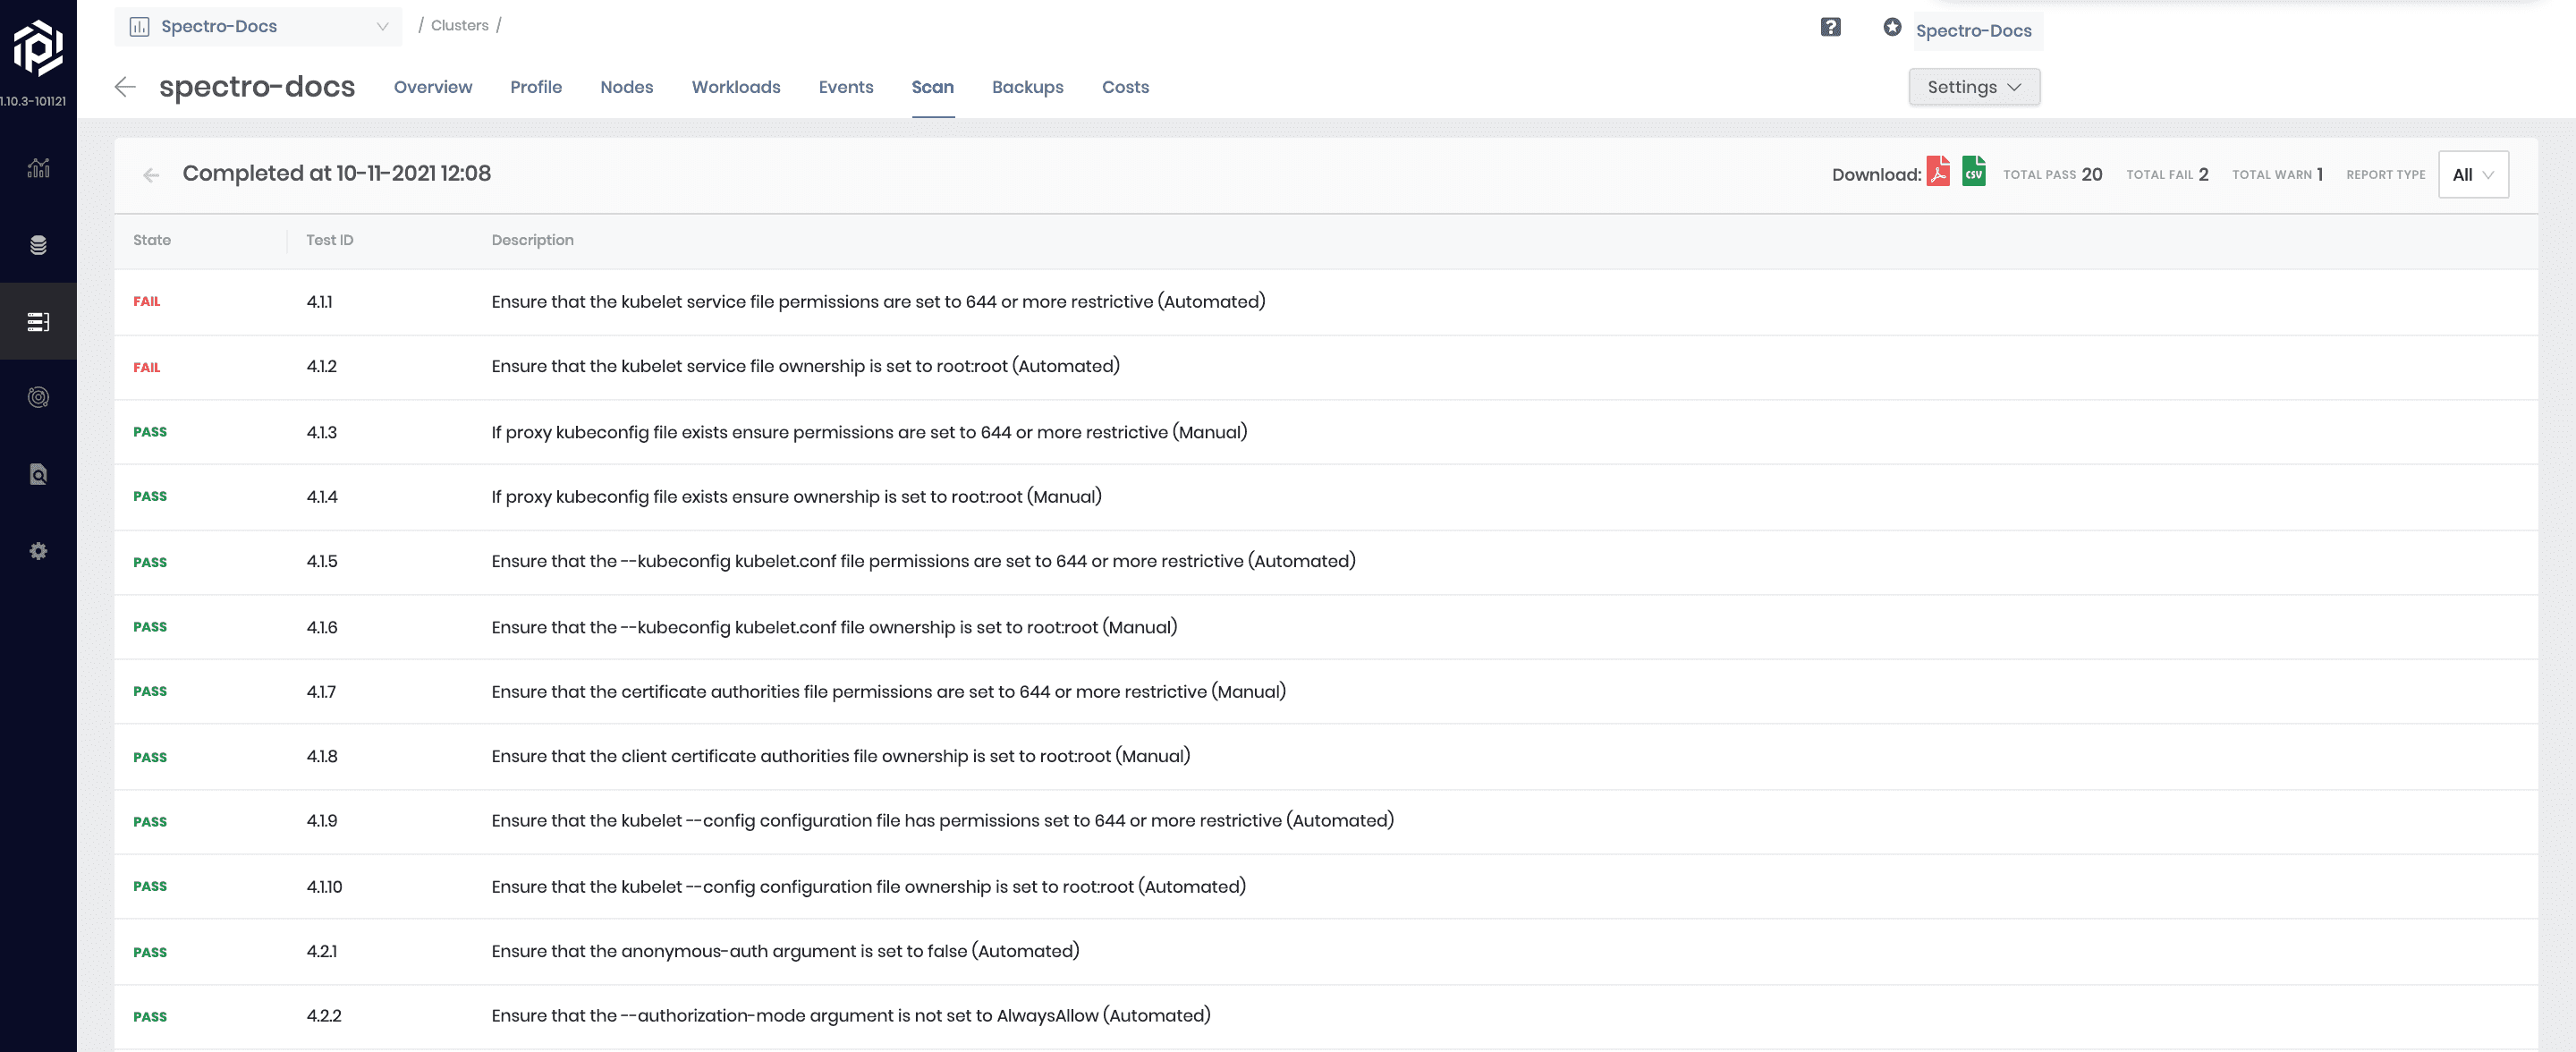 Spectro-Docs / Clusters / Spectro-Docs
1.10.3-101121
spectro-docs Overview Profile Nodes Workloads Events Scan Backups Costs Settings
Completed at 10-11-2021 12:08 Download: CSV TOTAL PASS 20 TOTAL FAIL 2 TOTAL WARN 1 REPORT TYPE All
State Test ID Description
FAIL 4.1.1 Ensure that the kubelet service file permissions are set to 644 or more restrictive (Automated)
FAIL 4.1.2 Ensure that the kubelet service file ownership is set to root:root (Automated)
PASS 4.1.3 If proxy kubeconfig file exists ensure permissions are set to 644 or more restrictive (Manual)
PASS 4.1.4 If proxy kubeconfig file exists ensure ownership is set to root:root (Manual)
PASS 4.1.5 Ensure that the --kubeconfig kubelet.conf file permissions are set to 644 or more restrictive (Automated)
PASS 4.1.6 Ensure that the --kubeconfig kubelet.conf file ownership is set to root:root (Manual)
PASS 4.1.7 Ensure that the certificate authorities file permissions are set to 644 or more restrictive (Manual)
PASS 4.1.8 Ensure that the client certificate authorities file ownership is set to root:root (Manual)
PASS 4.1.9 Ensure that the kubelet --config configuration file has permissions set to 644 or more restrictive (Automated)
PASS 4.1.10 Ensure that the kubelet --config configuration file ownership is set to root:root (Automated)
PASS 4.2.1 Ensure that the anonymous-auth argument is set to false (Automated)
PASS 4.2.2 Ensure that the --authorization-mode argument is not set to AlwaysAllow (Automated)